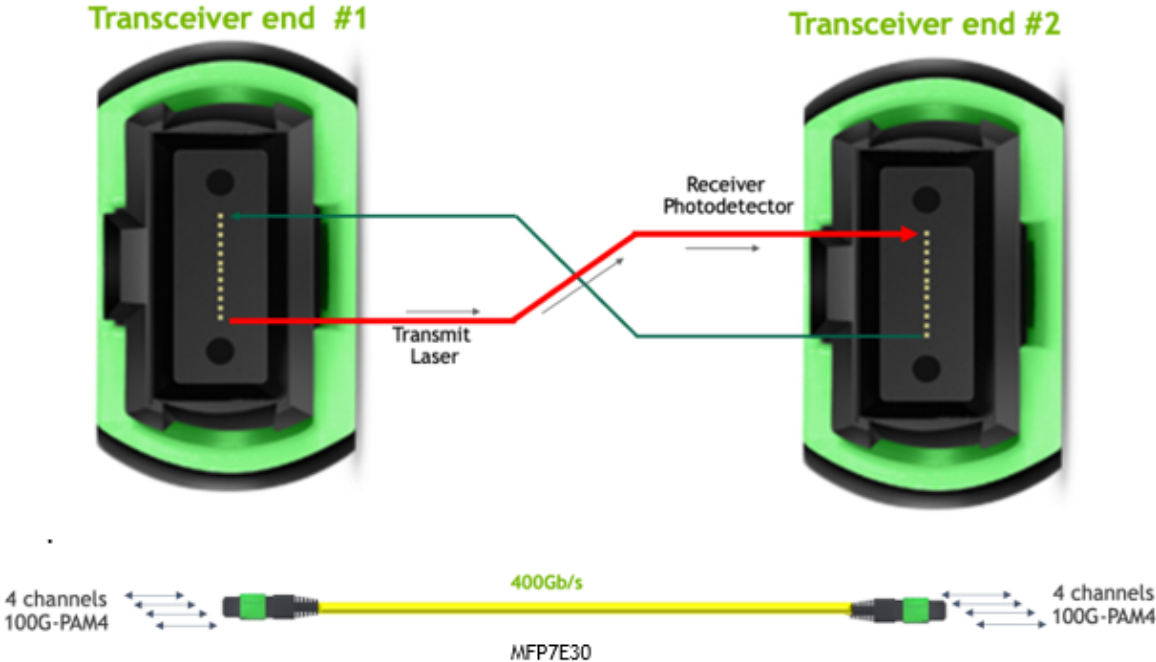 Transceiver end #1
Transceiver end #2
Receiver
Photodetector
Transmit
Laser
.
400Gb/s
4 channels
100G-PAM4
4 channels
100G-PAM4
MFP7E30